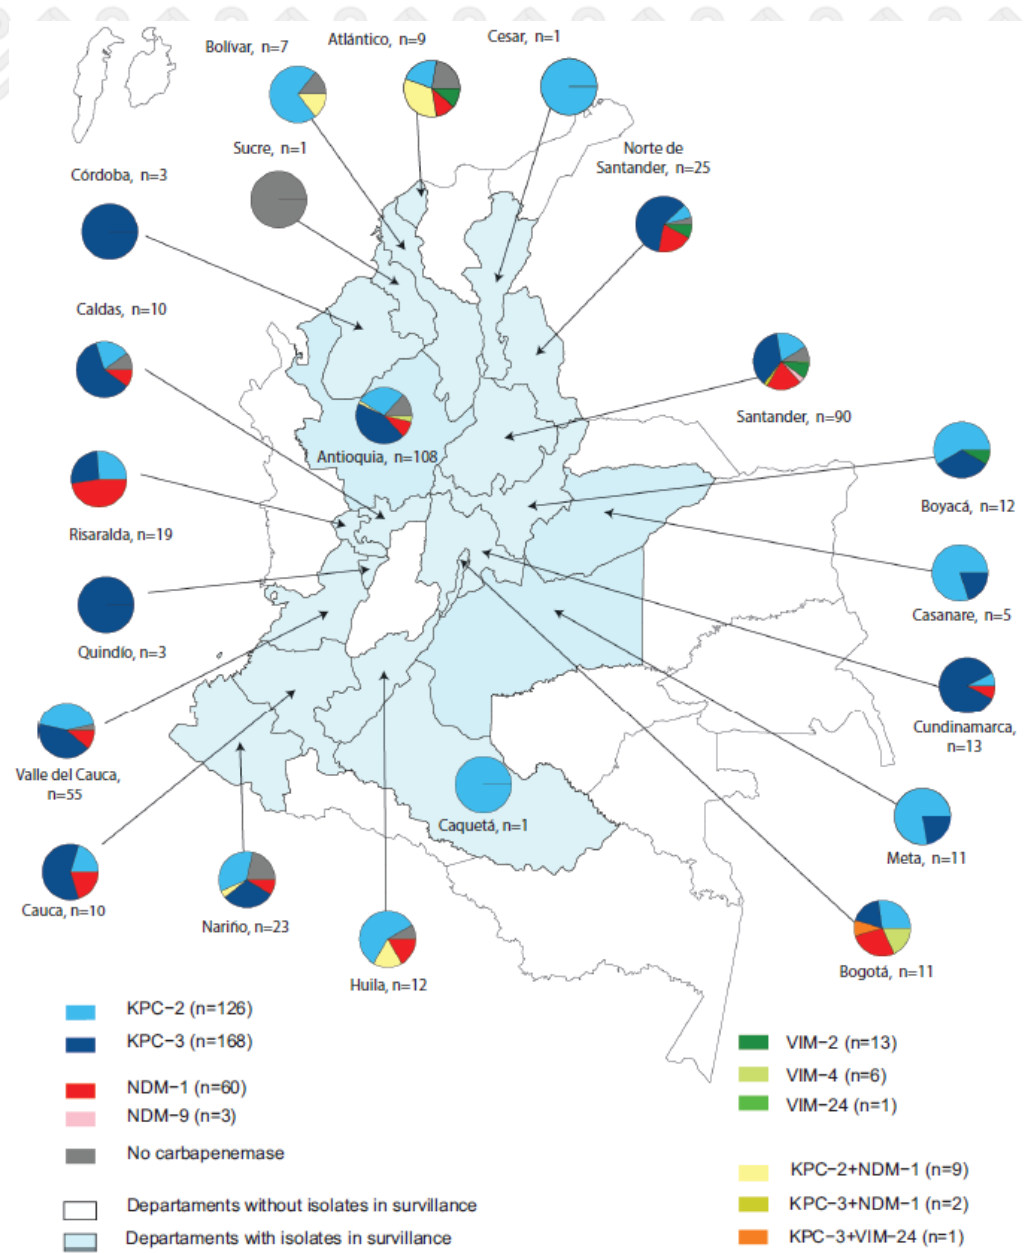 Bolívar, n=7
Atlántico, n=9
Cesar, n=1
Sucre, n=1
Norte de
Santander, n=25
Córdoba, n=3
Caldas, n=10
Santander, n=90
Antioquia, n=108
Boyacá, n=12
Risaralda, n=19
Casanare, n=5
Quindío, n=3
Cundinamarca,
n=13
Valle del Cauca,
n=55
Caquetá, n=1
Meta, n=11
Cauca, n=10
Nariño, n=23
Huila, n=12
Bogotá, n=11
KPC−2 (n=126)
KPC−3 (n=168)
NDM−1 (n=60)
NDM−9 (n=3)
No carbapenemase
Departaments without isolates in survillance
Departaments with isolates in survillance
VIM−2 (n=13)
VIM−4 (n=6)
VIM−24 (n=1)
KPC−2+NDM−1 (n=9)
KPC−3+NDM−1 (n=2)
KPC−3+VIM−24 (n=1)